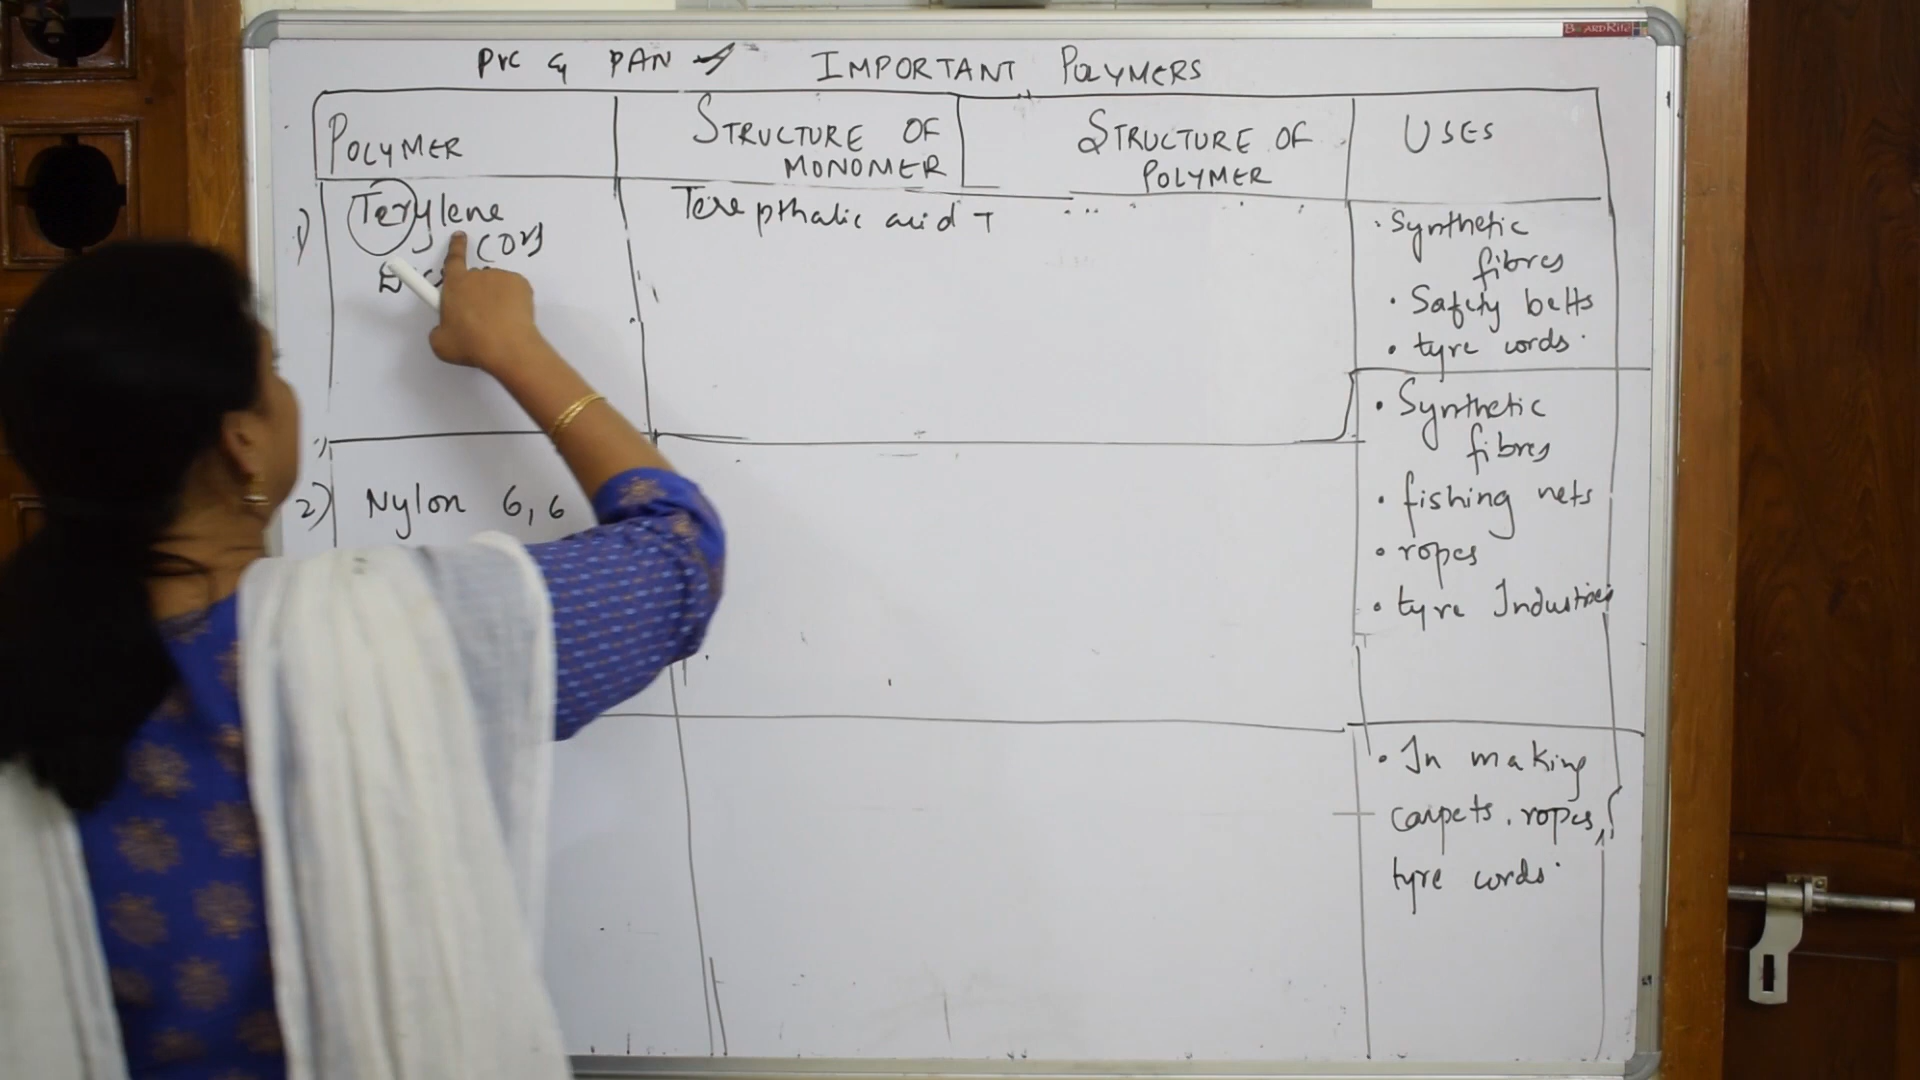 BOARDRITE
PVC & PAN IMPORTANT POLYMERS
POLYMER
STRUCTURE OF
MONOMER
STRUCTURE OF
POLYMER
USES
1) Terylene
(or)
Terepthalic acid +
• Synthetic
fibres
• Safety belts
• tyre cords.
2) Nylon 6,6
• Synthetic
fibres
• fishing nets
• ropes
• tyre Industries
• In making
carpets, ropes,
tyre cords.